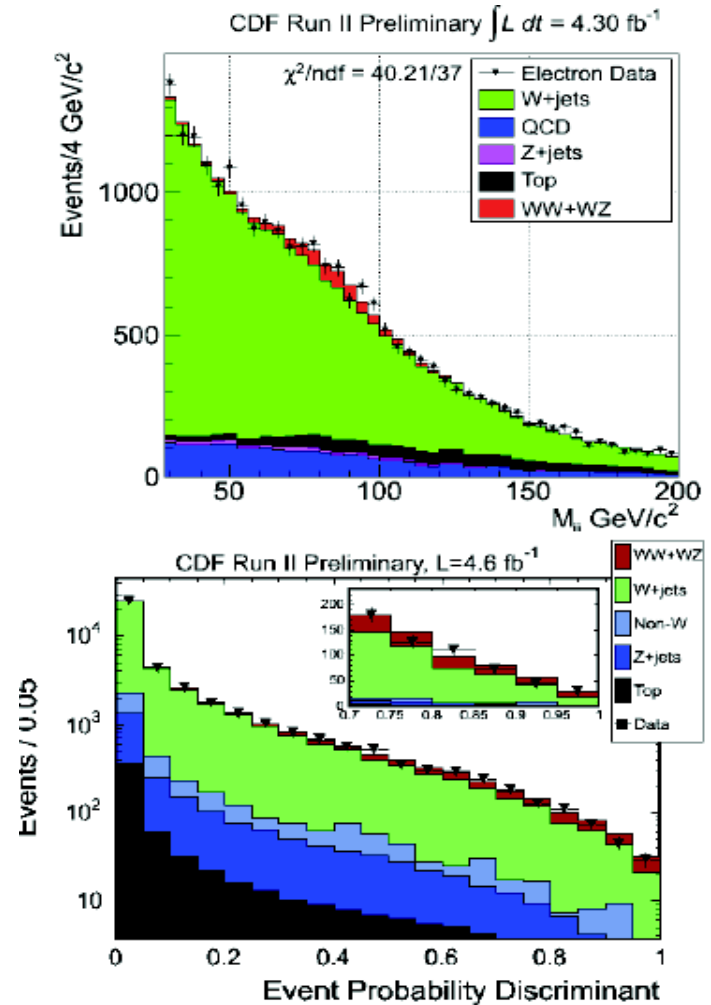 CDF Run II Preliminary ∫L dt = 4.30 fb⁻¹
χ²/ndf = 40.21/37
Electron Data
W+jets
QCD
Z+jets
Top
WW+WZ
Events/4 GeV/c²
1000
500
0
50
100
150
200
M_jj GeV/c²
CDF Run II Preliminary, L=4.6 fb⁻¹
WW+WZ
W+jets
Non-W
Z+jets
Top
Data
200
150
100
50
0
0.7
0.75
0.8
0.85
0.9
0.95
1
Events / 0.05
10⁴
10³
10²
10
0
0.2
0.4
0.6
0.8
1
Event Probability Discriminant